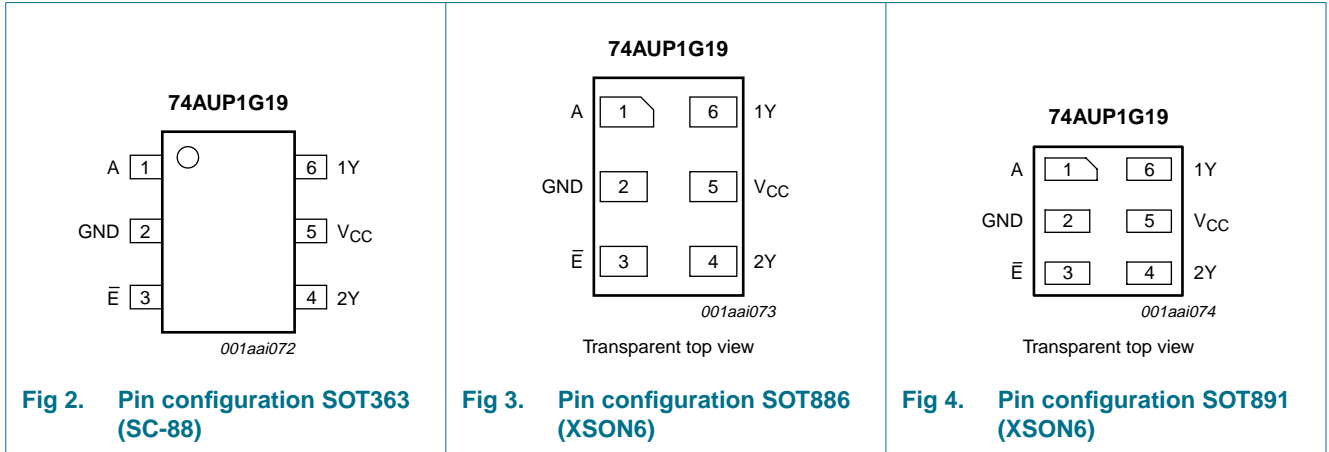 74AUP1G19
A 1 6 1Y
GND 2 5 VCC
E̅ 3 4 2Y
001aai072
Fig 2. Pin configuration SOT363
(SC-88)
74AUP1G19
A 1 6 1Y
GND 2 5 VCC
E̅ 3 4 2Y
001aai073
Transparent top view
Fig 3. Pin configuration SOT886
(XSON6)
74AUP1G19
A 1 6 1Y
GND 2 5 VCC
E̅ 3 4 2Y
001aai074
Transparent top view
Fig 4. Pin configuration SOT891
(XSON6)